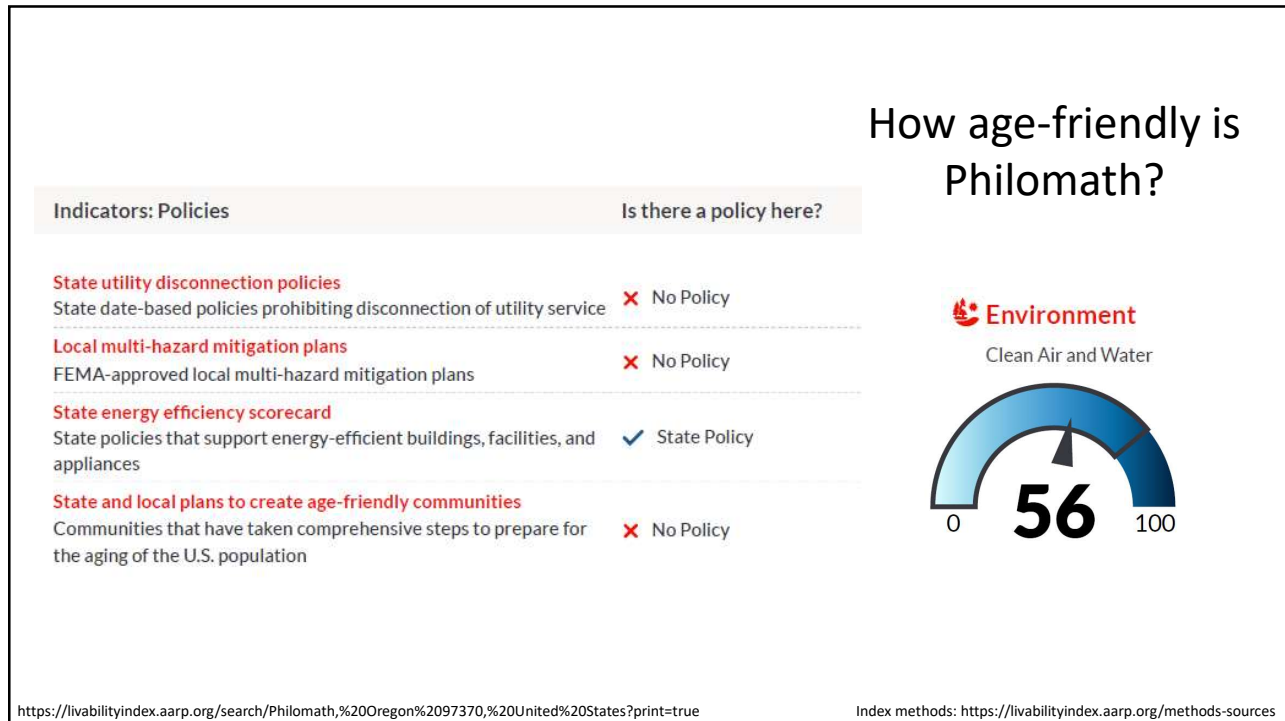 How age-friendly is
Philomath?
Indicators: Policies
Is there a policy here?
State utility disconnection policies
State date-based policies prohibiting disconnection of utility service
No Policy
Local multi-hazard mitigation plans
FEMA-approved local multi-hazard mitigation plans
No Policy
State energy efficiency scorecard
State policies that support energy-efficient buildings, facilities, and
appliances
State Policy
State and local plans to create age-friendly communities
Communities that have taken comprehensive steps to prepare for
the aging of the U.S. population
No Policy
Environment
Clean Air and Water
0
56
100
https://livabilityindex.aarp.org/search/Philomath,%20Oregon%2097370,%20United%20States?print=true
Index methods: https://livabilityindex.aarp.org/methods-sources